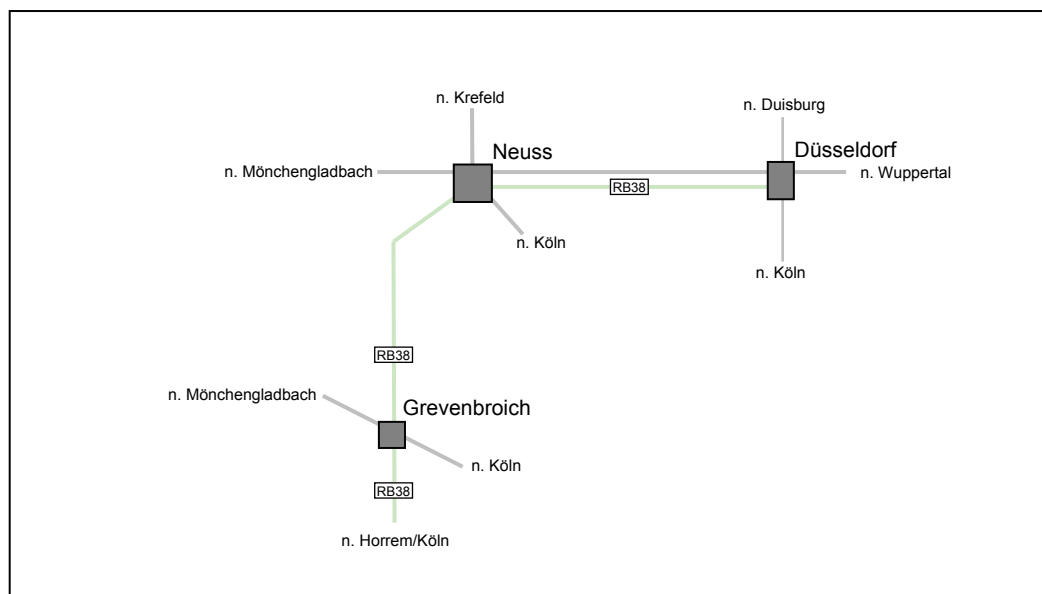 n. Krefeld
n. Duisburg
Neuss
Düsseldorf
n. Mönchengladbach
n. Wuppertal
RB38
n. Köln
n. Köln
RB38
n. Mönchengladbach
Grevenbroich
n. Köln
RB38
n. Horrem/Köln